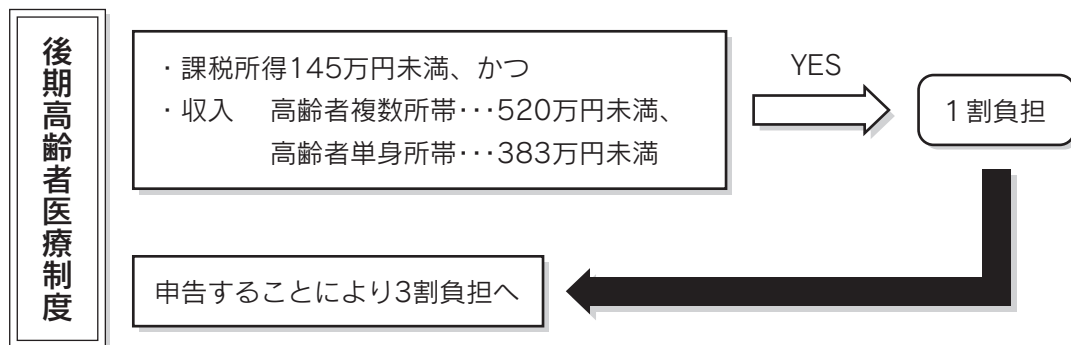 後期高齢者医療制度
・課税所得145万円未満、かつ
・収入　高齢者複数所帯･･･520万円未満、
高齢者単身所帯･･･383万円未満
YES
1割負担
申告することにより3割負担へ